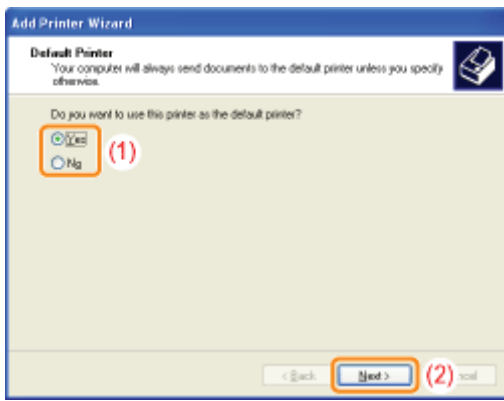 Add Printer Wizard
Default Printer
Your computer will always send documents to the default printer unless you specify
otherwise.
Do you want to use this printer as the default printer?
Yes
(1)
No
< Back
Next >
(2)